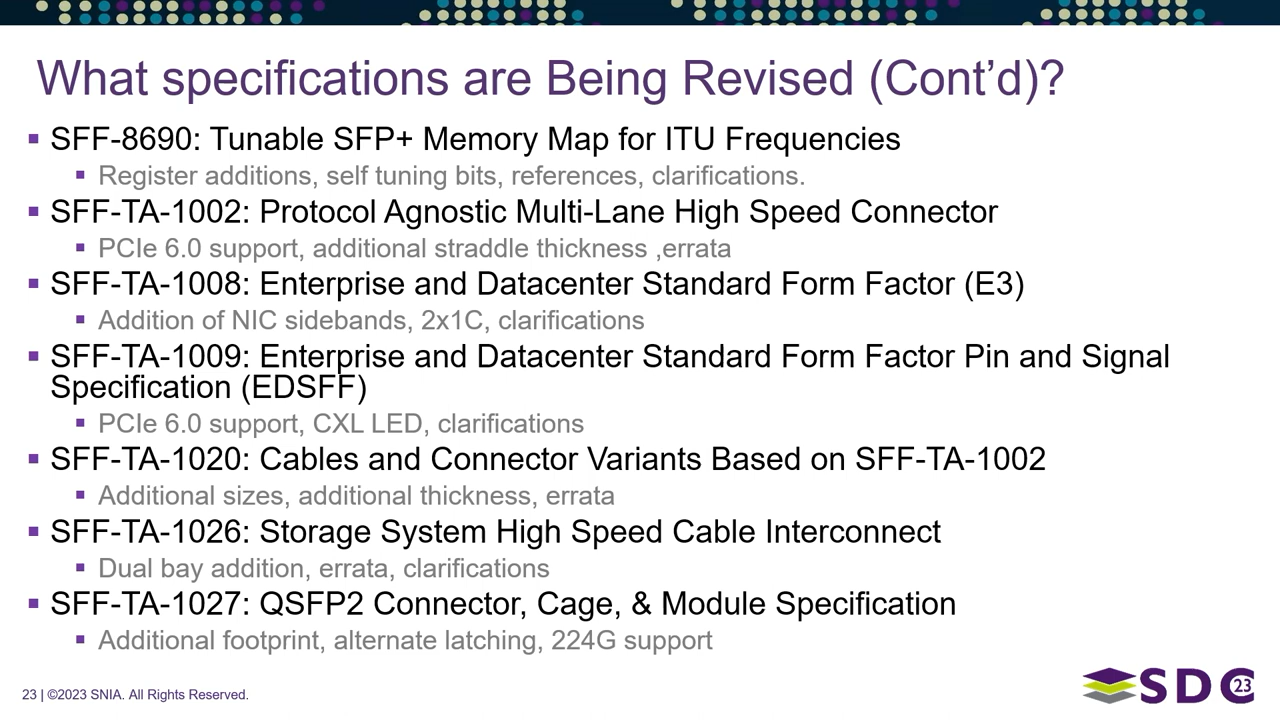 What specifications are Being Revised (Cont’d)?
▪ SFF-8690: Tunable SFP+ Memory Map for ITU Frequencies
▪ Register additions, self tuning bits, references, clarifications.
▪ SFF-TA-1002: Protocol Agnostic Multi-Lane High Speed Connector
▪ PCIe 6.0 support, additional straddle thickness ,errata
▪ SFF-TA-1008: Enterprise and Datacenter Standard Form Factor (E3)
▪ Addition of NIC sidebands, 2x1C, clarifications
▪ SFF-TA-1009: Enterprise and Datacenter Standard Form Factor Pin and Signal
Specification (EDSFF)
▪ PCIe 6.0 support, CXL LED, clarifications
▪ SFF-TA-1020: Cables and Connector Variants Based on SFF-TA-1002
▪ Additional sizes, additional thickness, errata
▪ SFF-TA-1026: Storage System High Speed Cable Interconnect
▪ Dual bay addition, errata, clarifications
▪ SFF-TA-1027: QSFP2 Connector, Cage, & Module Specification
▪ Additional footprint, alternate latching, 224G support
23 | ©2023 SNIA. All Rights Reserved.
SDC 23